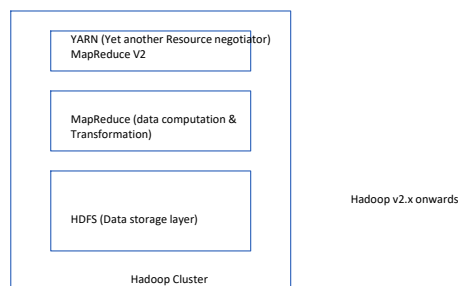 YARN (Yet another Resource negotiator)
MapReduce V2
MapReduce (data computation &
Transformation)
HDFS (Data storage layer)
Hadoop v2.x onwards
Hadoop Cluster